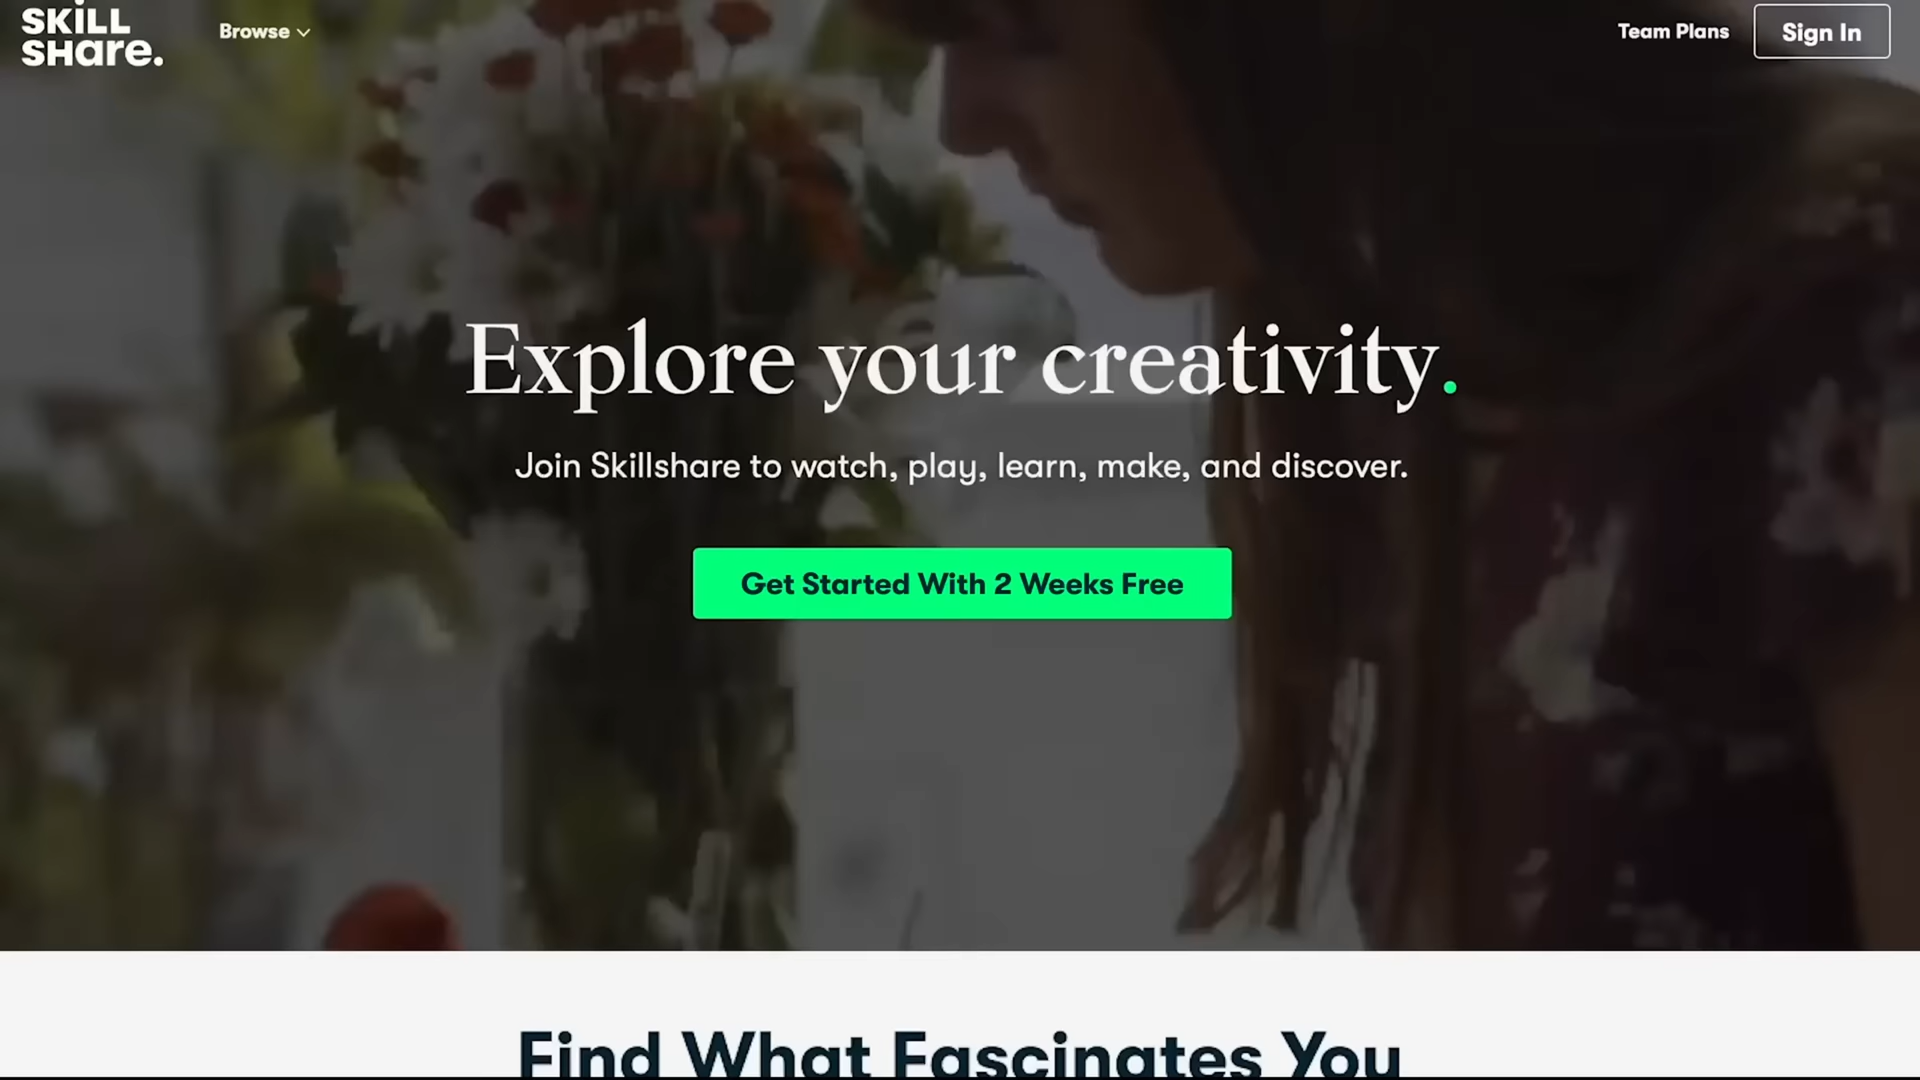 SKiLL
SHare.
Browse
Team Plans
Sign In
Explore your creativity.
Join Skillshare to watch, play, learn, make, and discover.
Get Started With 2 Weeks Free
Find What Fascinates You